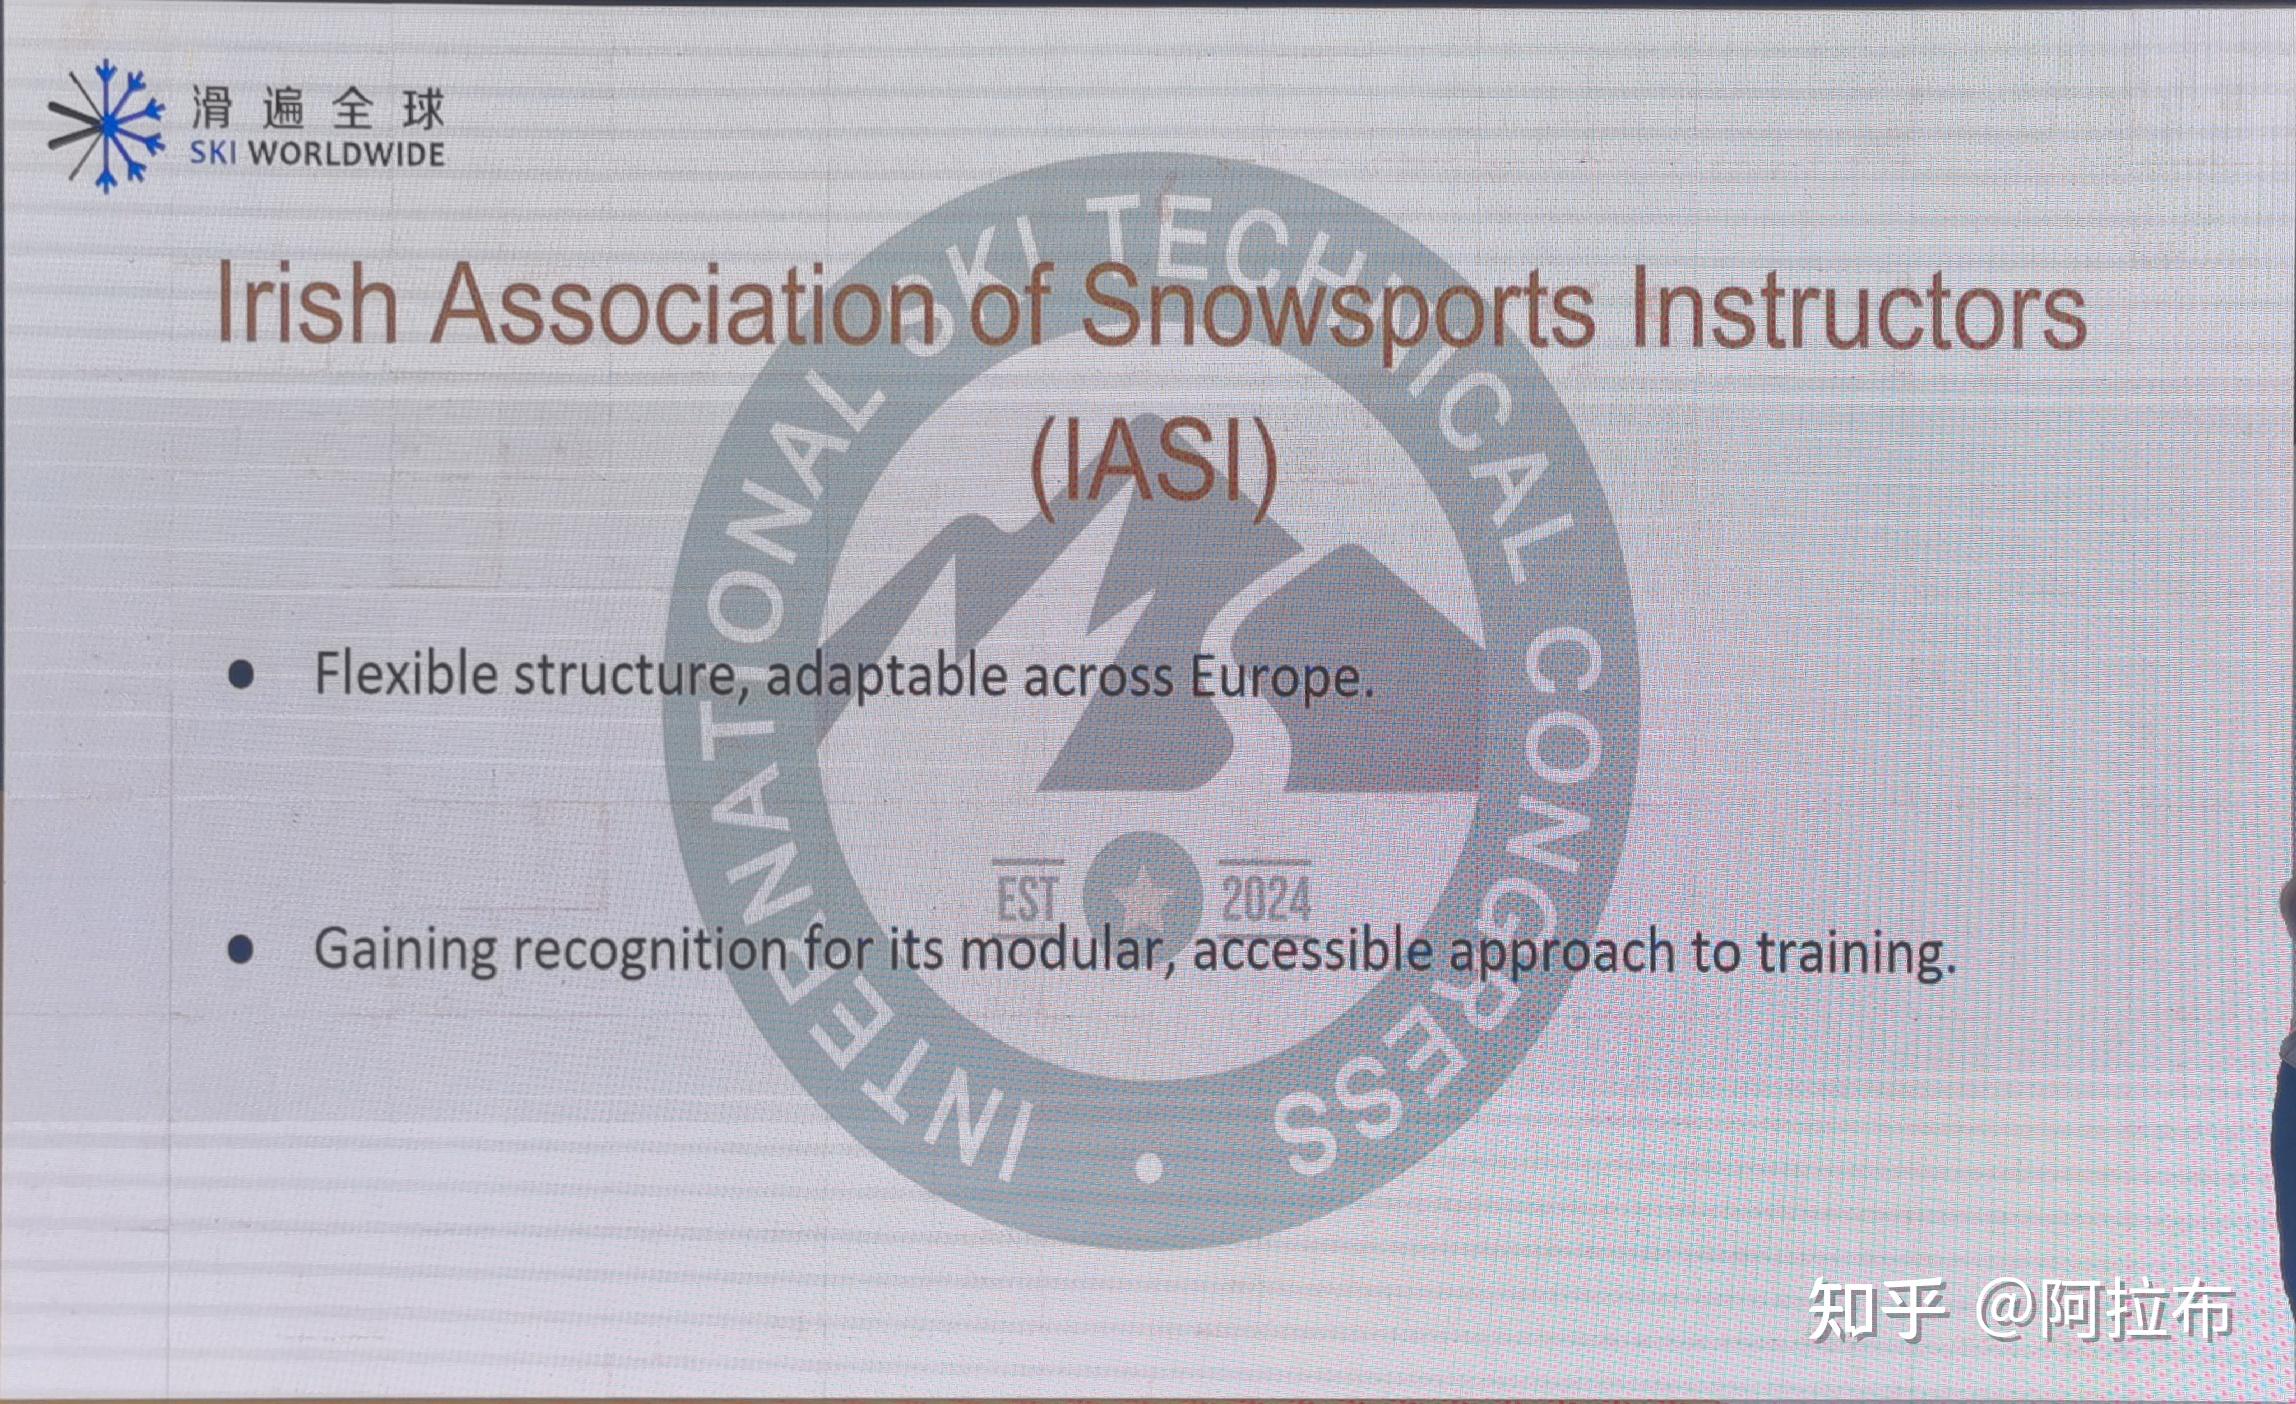 滑遍全球
SKI WORLDWIDE
INTERNATIONAL SKI TECHNICAL CONGRESS
Irish Association of Snowsports Instructors
(IASI)
Flexible structure, adaptable across Europe.
EST 2024
Gaining recognition for its modular, accessible approach to training.
知乎 @阿拉布